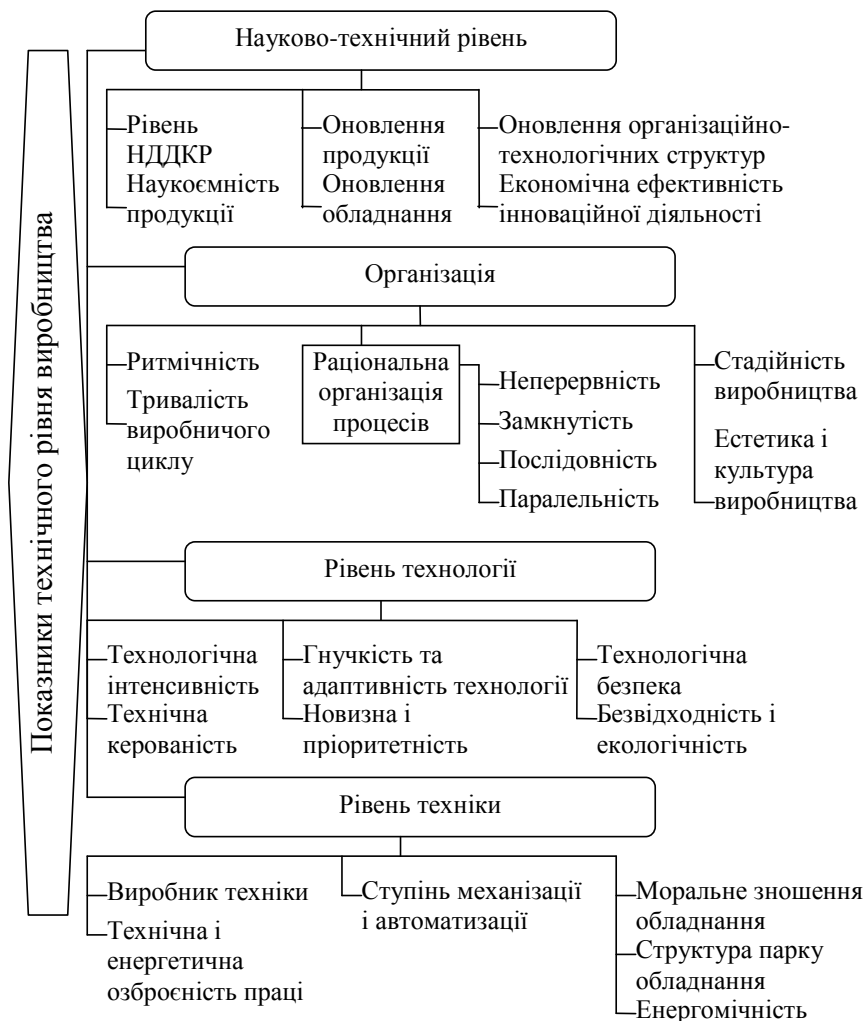 Показники технічного рівня виробництва
Науково-технічний рівень
Рівень
НДДКР
Наукоємність
продукції
Оновлення
продукції
Оновлення
обладнання
Оновлення організаційно-
технологічних структур
Економічна ефективність
інноваційної діяльності
Організація
Ритмічність
Тривалість
виробничого
циклу
Раціональна
організація
процесів
Неперервність
Замкнутість
Послідовність
Паралельність
Стадійність
виробництва
Естетика і
культура
виробництва
Рівень технології
Технологічна
інтенсивність
Технічна
керованість
Гнучкість та
адаптивність технології
Новизна і
пріоритетність
Технологічна
безпека
Безвідходність і
екологічність
Рівень техніки
Виробник техніки
Технічна і
енергетична
озброєність праці
Ступінь механізації
і автоматизації
Моральне зношення
обладнання
Структура парку
обладнання
Енергомічність